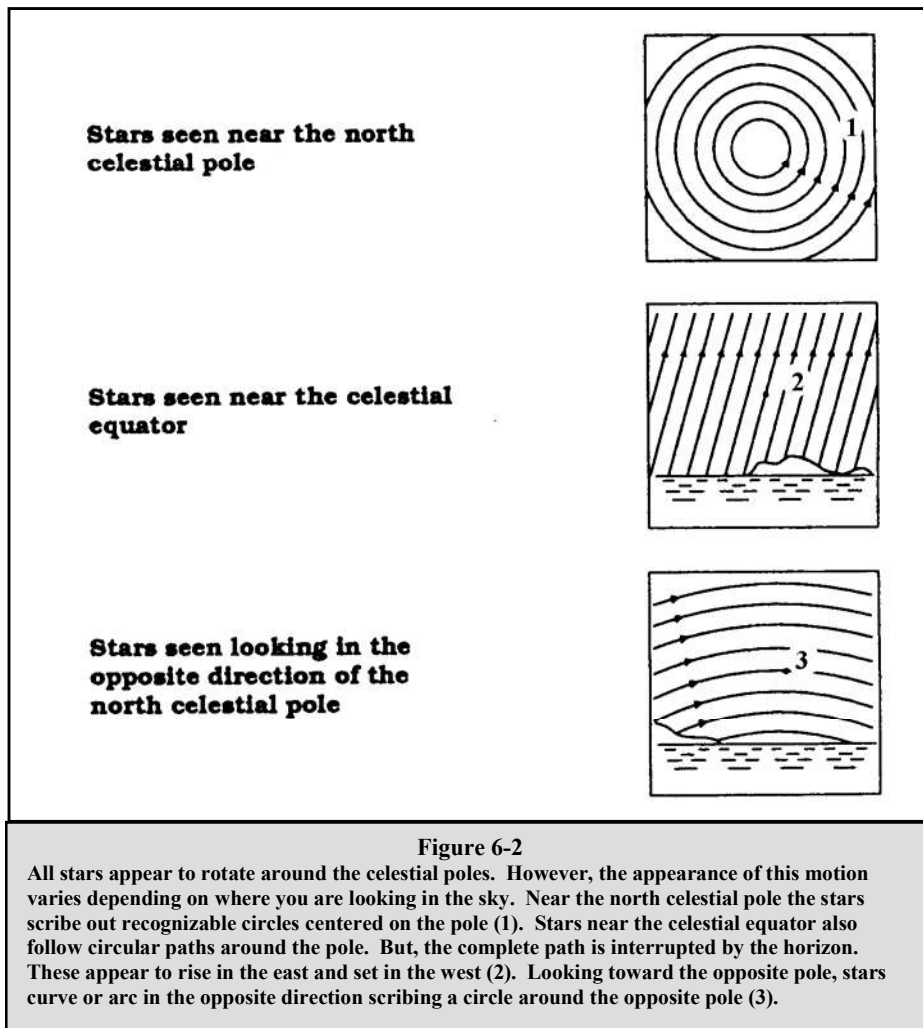 Stars seen near the north
celestial pole
1
Stars seen near the celestial
equator
2
Stars seen looking in the
opposite direction of the
north celestial pole
3
Figure 6-2
All stars appear to rotate around the celestial poles. However, the appearance of this motion
varies depending on where you are looking in the sky. Near the north celestial pole the stars
scribe out recognizable circles centered on the pole (1). Stars near the celestial equator also
follow circular paths around the pole. But, the complete path is interrupted by the horizon.
These appear to rise in the east and set in the west (2). Looking toward the opposite pole, stars
curve or arc in the opposite direction scribing a circle around the opposite pole (3).